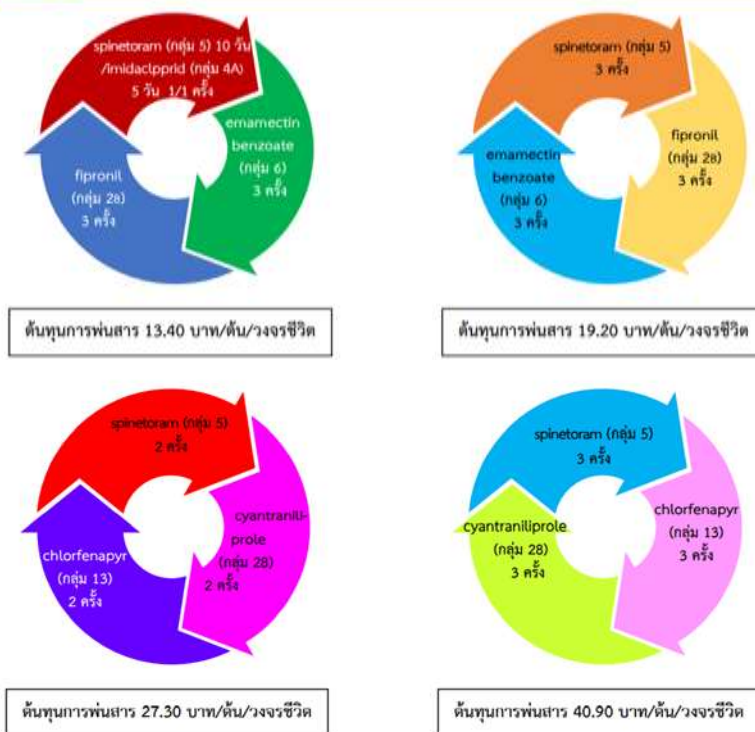 spinetoram (กลุ่ม 5) 10 วัน
/imidaclpprid (กลุ่ม 4A)
5 วัน 1/1 ครั้ง
emamectin
benzoate
(กลุ่ม 6)
3 ครั้ง
fipronil
(กลุ่ม 2B)
3 ครั้ง
ต้นทุนการพ่นสาร 13.40 บาท/ต้น/วงจรชีวิต
spinetoram (กลุ่ม 5)
3 ครั้ง
fipronil
(กลุ่ม 2B)
3 ครั้ง
emamectin
benzoate
(กลุ่ม 6)
3 ครั้ง
ต้นทุนการพ่นสาร 19.20 บาท/ต้น/วงจรชีวิต
spinetoram (กลุ่ม 5)
2 ครั้ง
cyantranili-
prole
(กลุ่ม 28)
2 ครั้ง
chlorfenapyr
(กลุ่ม 13)
2 ครั้ง
ต้นทุนการพ่นสาร 27.30 บาท/ต้น/วงจรชีวิต
spinetoram (กลุ่ม 5)
3 ครั้ง
chlorfenapyr
(กลุ่ม 13)
3 ครั้ง
cyantraniliprole
(กลุ่ม 28)
3 ครั้ง
ต้นทุนการพ่นสาร 40.90 บาท/ต้น/วงจรชีวิต